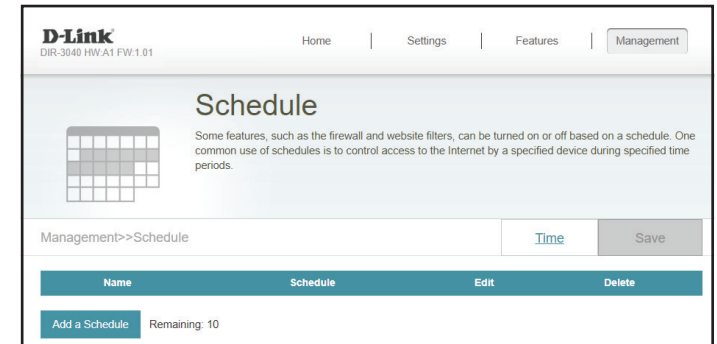 D-Link
DIR-3040 HW:A1 FW:1.01
Home | Settings | Features | Management
Schedule
Some features, such as the firewall and website filters, can be turned on or off based on a schedule. One
common use of schedules is to control access to the Internet by a specified device during specified time
periods.
Management>>Schedule Time Save
Name Schedule Edit Delete
Add a Schedule Remaining: 10